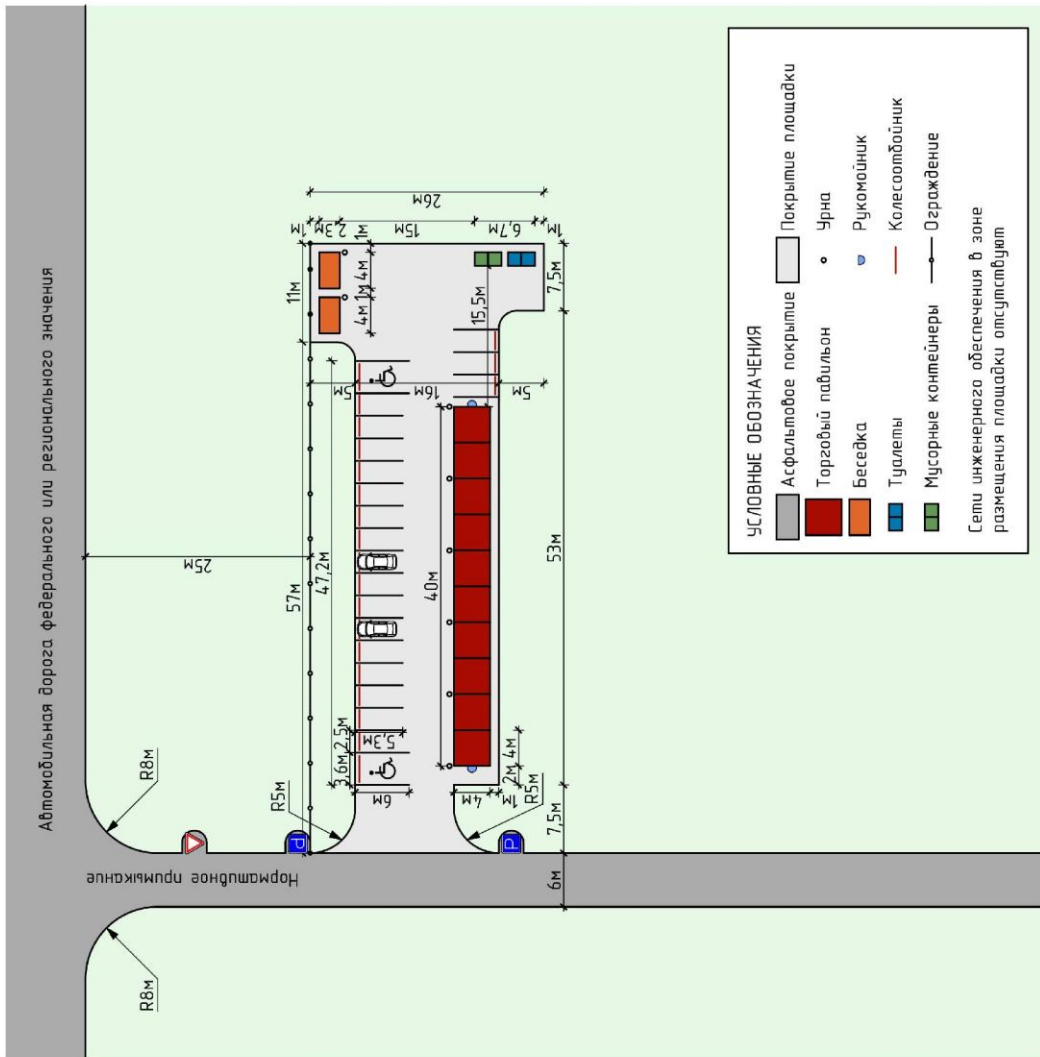 Автомобильная дорога федерального или регионального значения
Нормативное примыкание
R8м
R8м
25м
57м
11м
1м
2,3м
15м
6,7м
1м
26м
1м
4м
1м
4м
47,2м
5м
16м
5м
15,5м
7,5м
R5м
3,6м
2,5м
5,3м
6м
40м
2м
4м
4м
1м
R5м
7,5м
53м
6м
P
P
УСЛОВНЫЕ ОБОЗНАЧЕНИЯ
Асфальтовое покрытие
Покрытие площадки
Торговый павильон
Урна
Беседка
Рукомойник
Туалеты
Колесоотбойник
Мусорные контейнеры
Ограждение
Сети инженерного обеспечения в зоне
размещения площадки отсутствуют